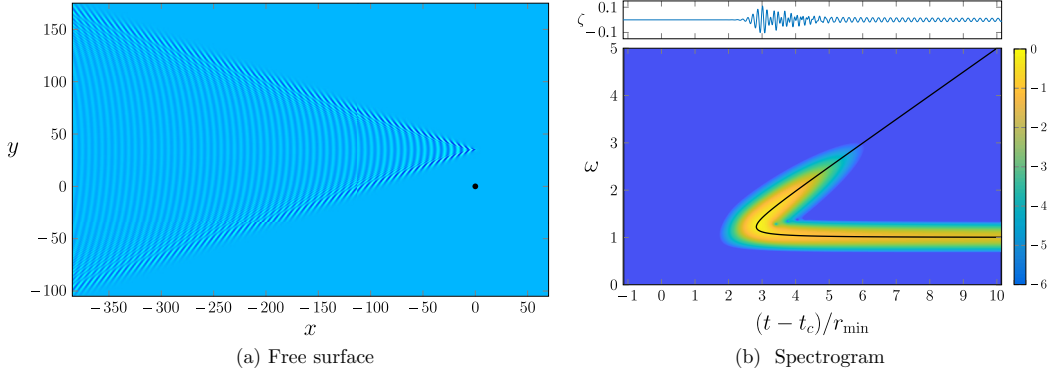 150
100
50
0
−50
−100
y
−350 −300 −250 −200 −150 −100 −50 0 50
x
(a) Free surface
ζ
0.1
−0.1
5
4
3
2
1
0
ω
−1 0 1 2 3 4 5 6 7 8 9 10
(t − t_c)/r_min
0
−1
−2
−3
−4
−5
−6
(b) Spectrogram